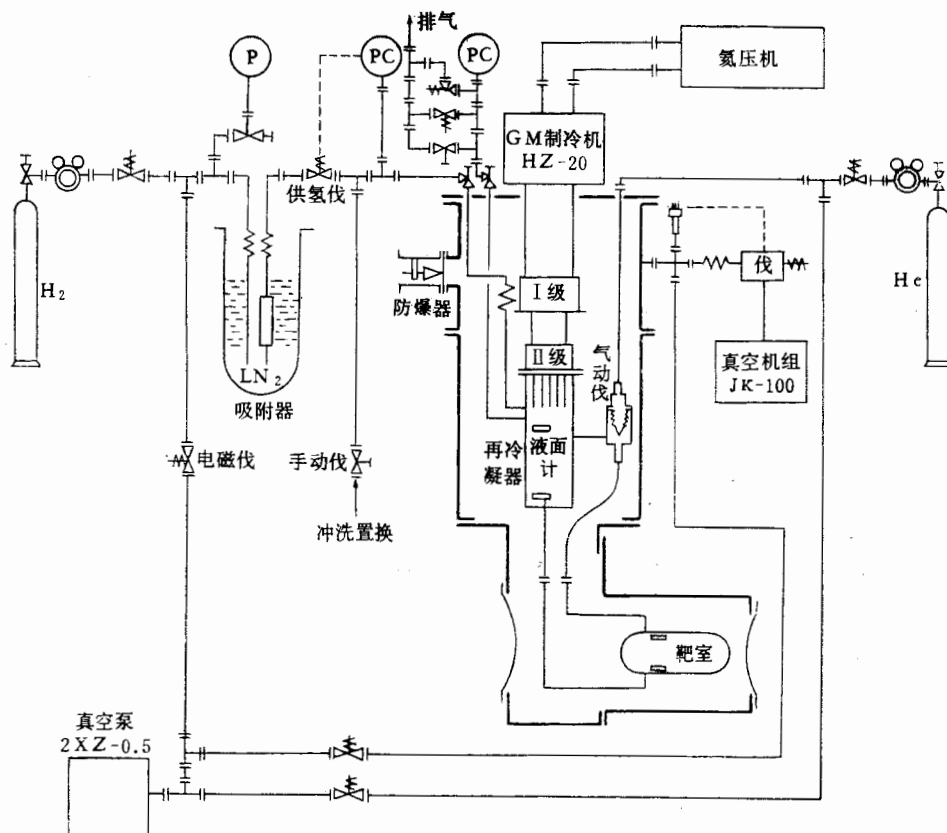 排气
P
PC
PC
氦压机
GM制冷机
HZ-20
供氢伐
H₂
防爆器
Ⅰ级
伐
He
Ⅱ级
气动伐
真空机组
JK-100
LN₂
吸附器
电磁伐
手动伐
再冷
凝器
液面
计
冲洗置换
靶室
真空泵
2XZ-0.5